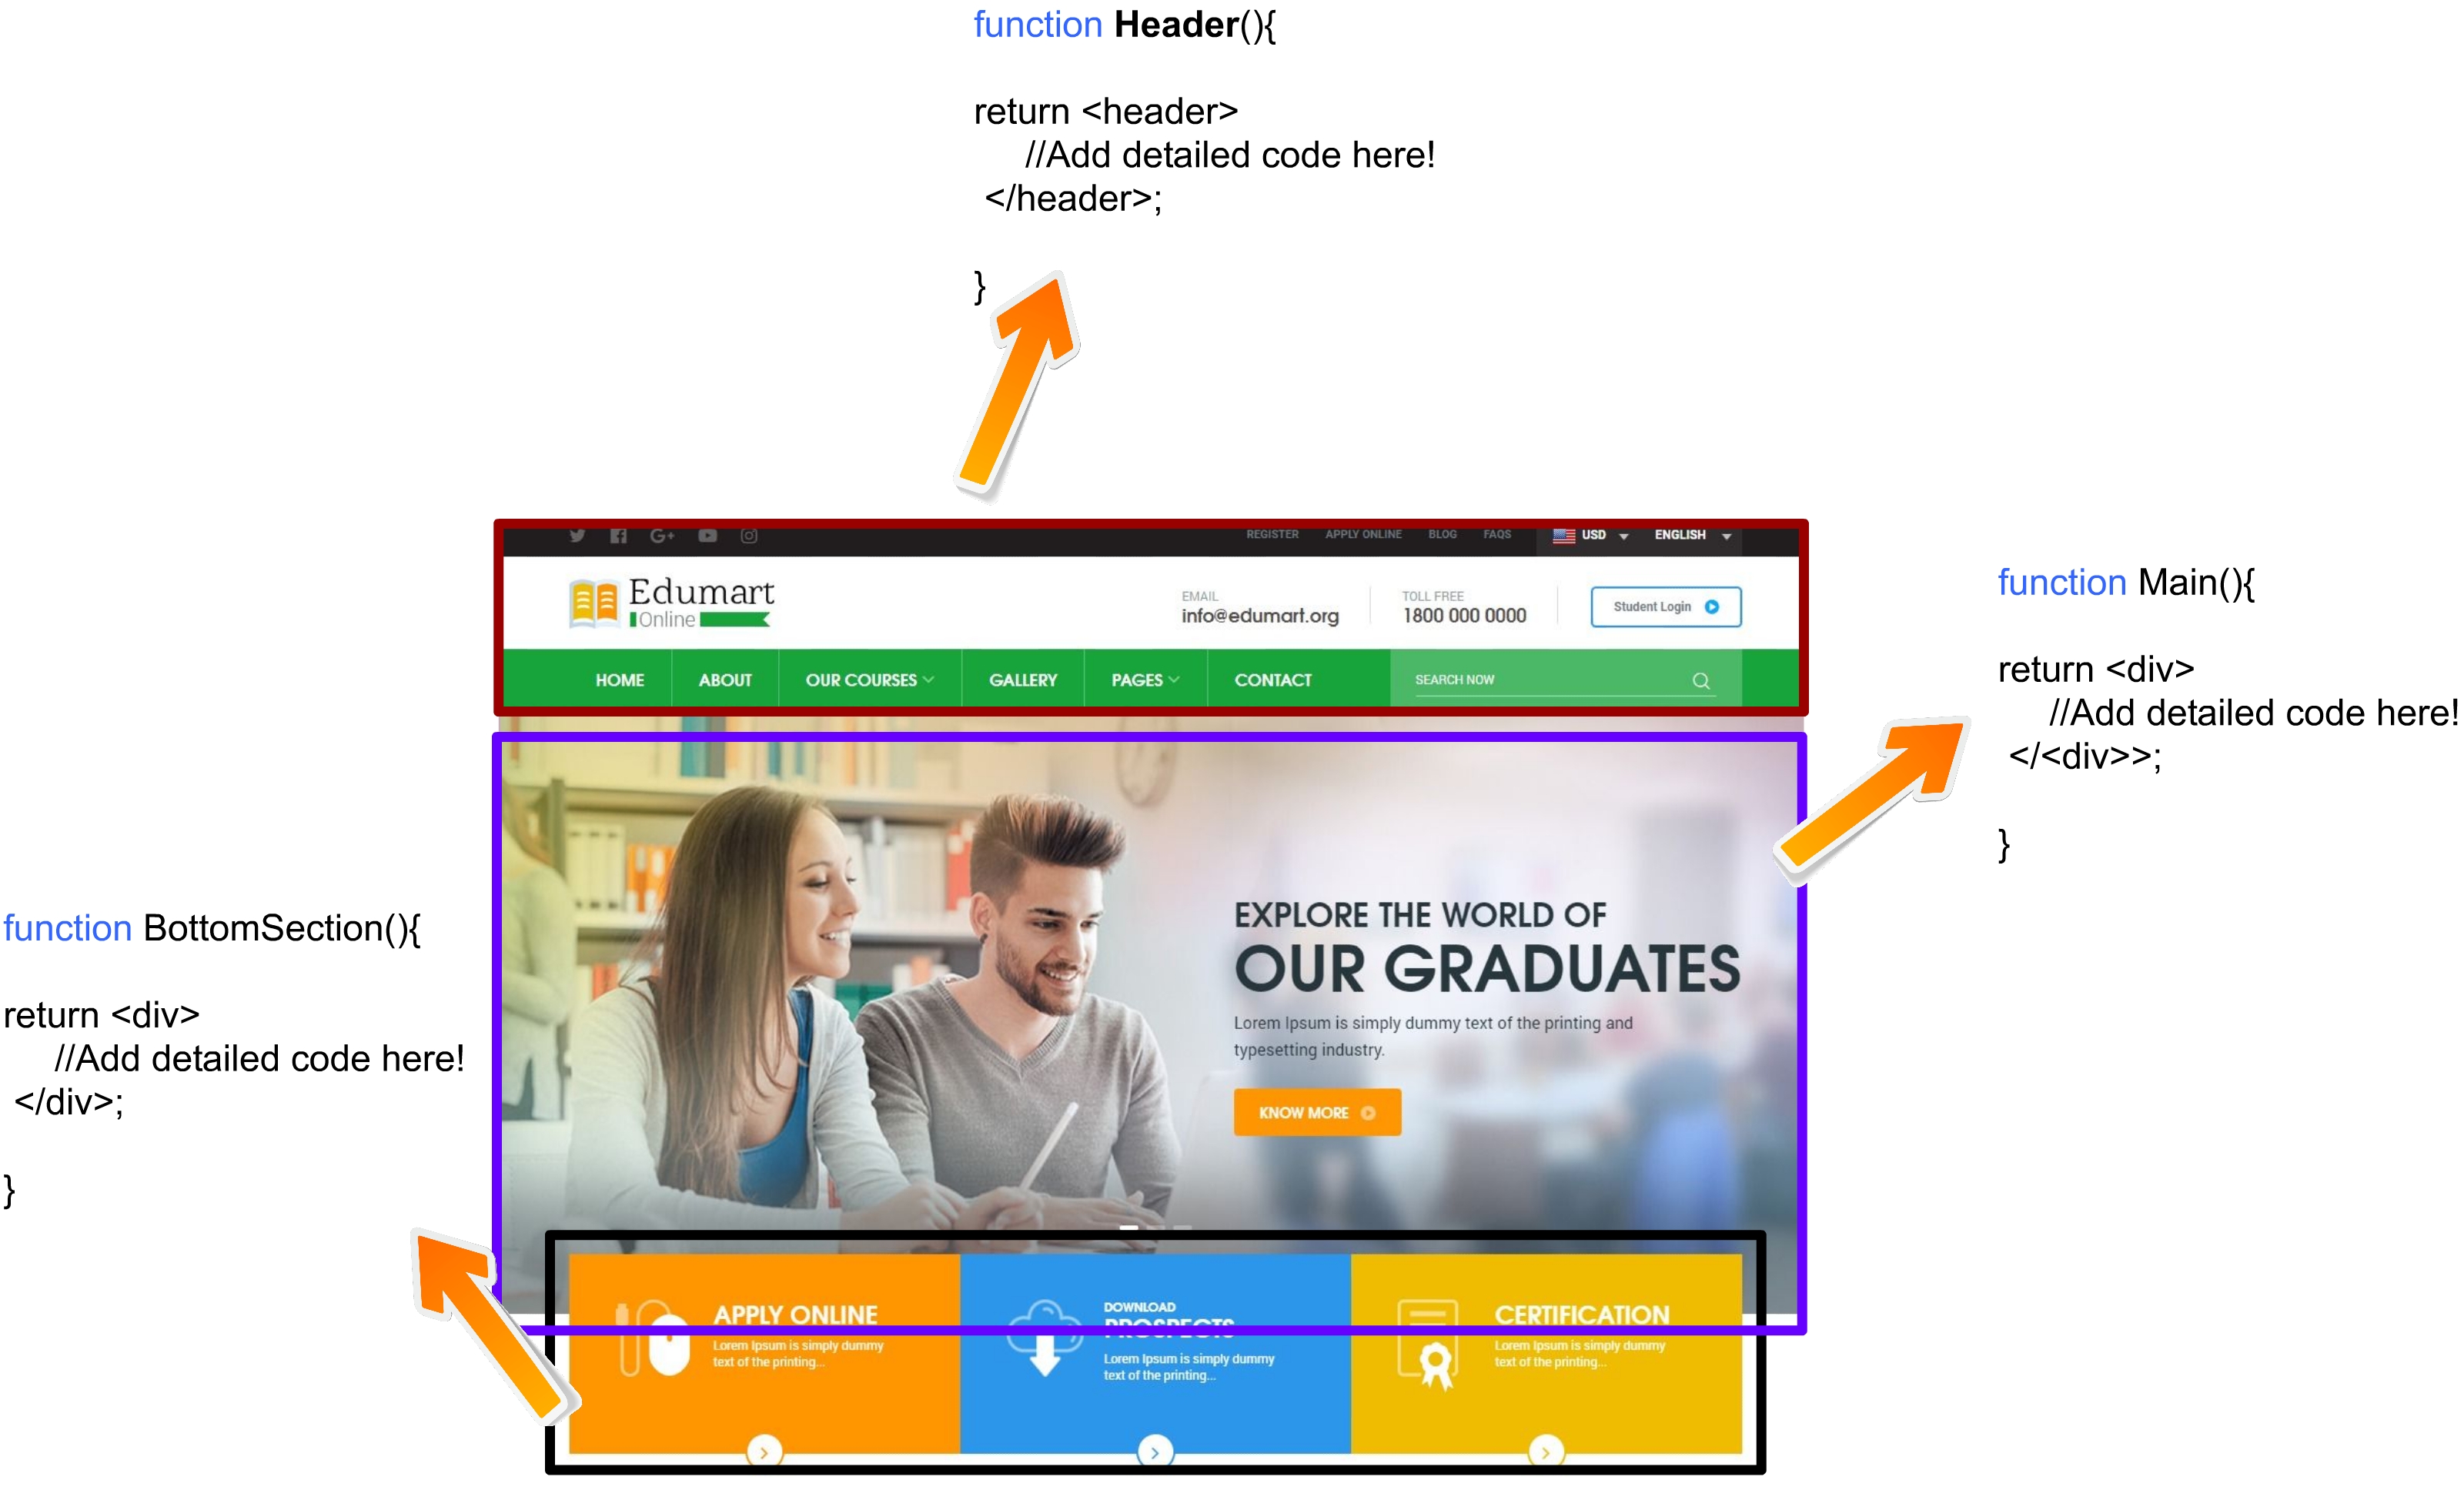 function Header(){
return <header>
//Add detailed code here!
</header>;
}
REGISTER APPLY ONLINE BLOG FAQS USD ENGLISH
Edumart
Online
EMAIL
info@edumart.org
TOLL FREE
1800 000 0000
Student Login
HOME ABOUT OUR COURSES GALLERY PAGES CONTACT SEARCH NOW
function Main(){
return <div>
//Add detailed code here!
</<div>>;
}
EXPLORE THE WORLD OF
OUR GRADUATES
Lorem Ipsum is simply dummy text of the printing and
typesetting industry.
KNOW MORE
function BottomSection(){
return <div>
//Add detailed code here!
</div>;
}
APPLY ONLINE
Lorem Ipsum is simply dummy
text of the printing...
DOWNLOAD
PROSPECTS
Lorem Ipsum is simply dummy
text of the printing...
CERTIFICATION
Lorem Ipsum is simply dummy
text of the printing...